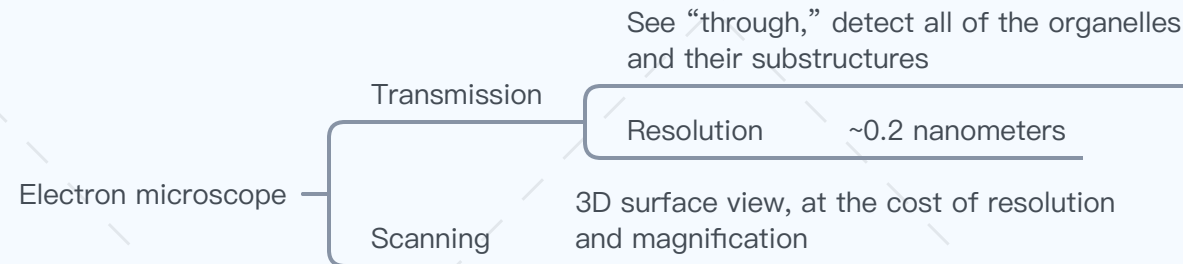 See “through,” detect all of the organelles
and their substructures
Transmission
Resolution ~0.2 nanometers
Electron microscope
3D surface view, at the cost of resolution
Scanning and magnification